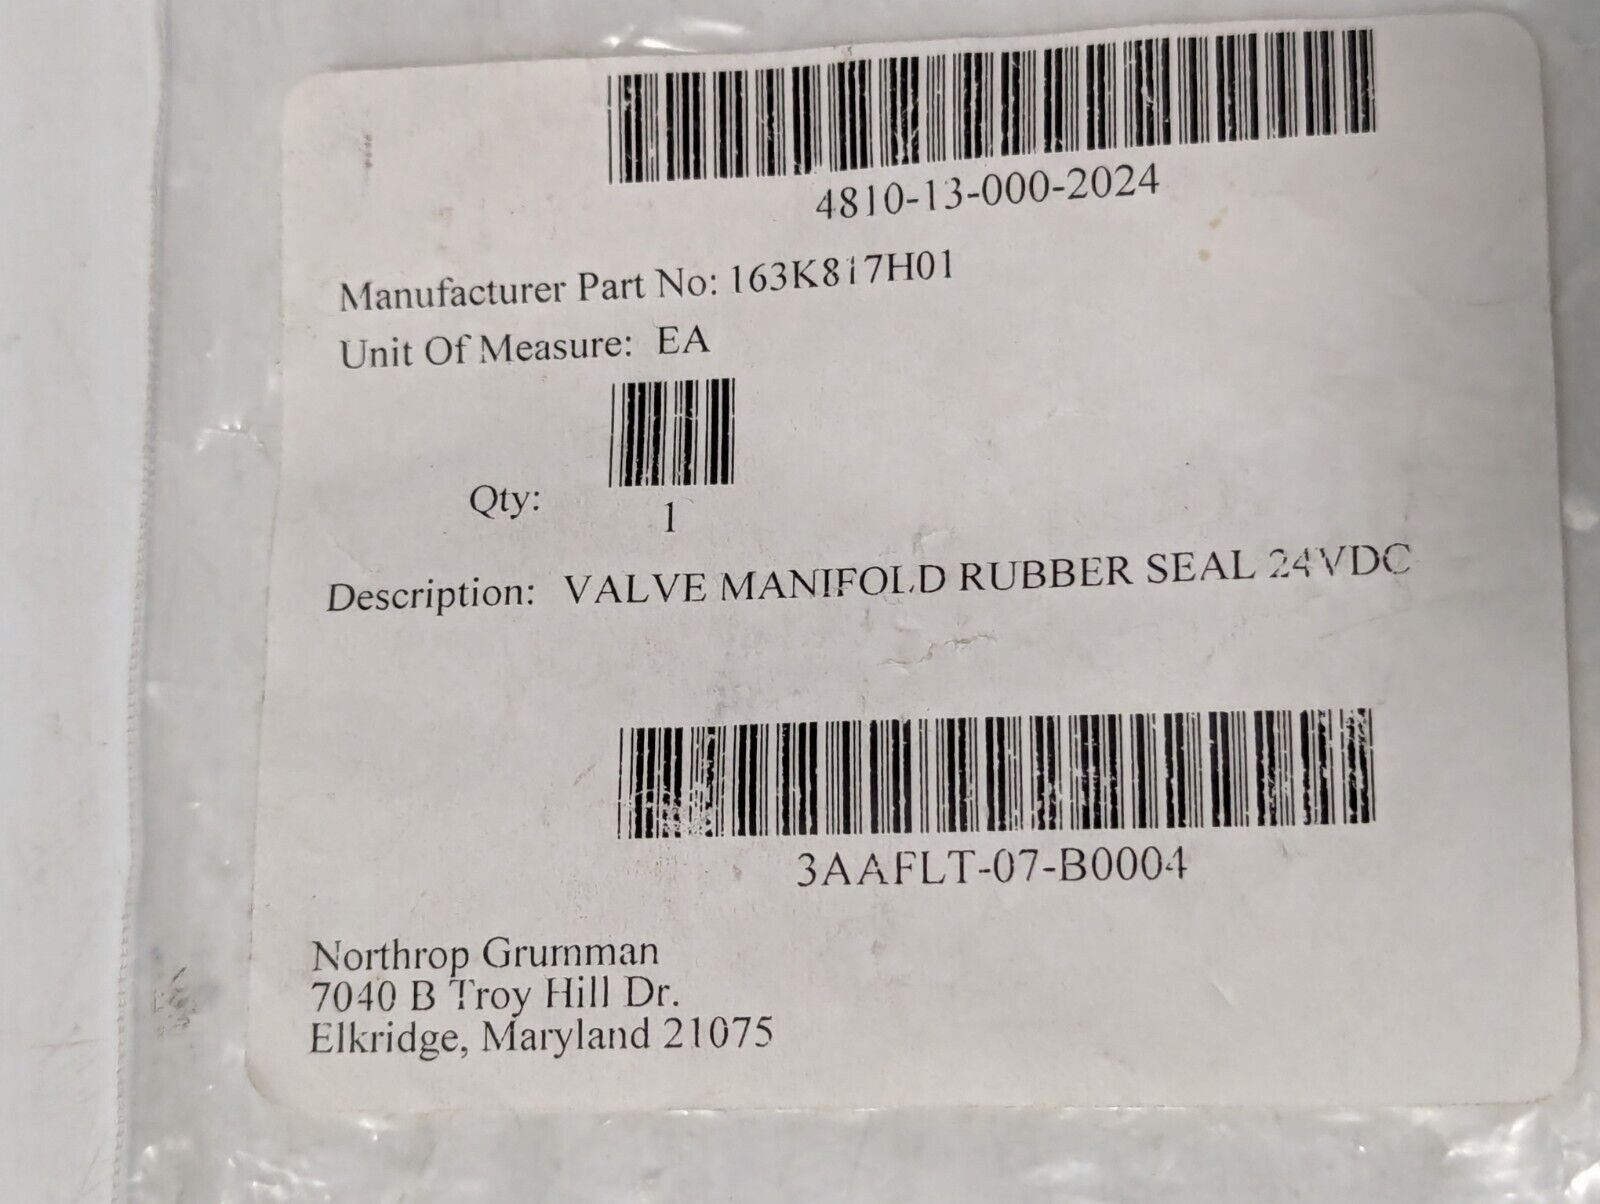 4810-13-000-2024
Manufacturer Part No: 163K817H01
Unit Of Measure: EA
Qty:
1
Description: VALVE MANIFOLD RUBBER SEAL 24VDC
3AAFLT-07-B0004
Northrop Grumman
7040 B Troy Hill Dr.
Elkridge, Maryland 21075